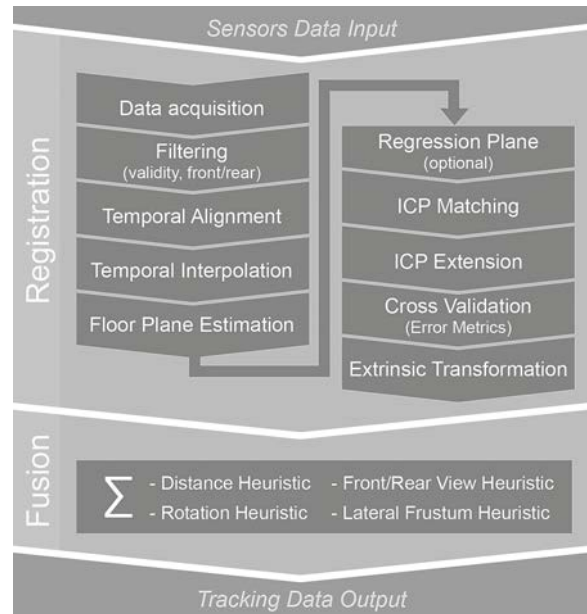 Sensors Data Input
Registration
Data acquisition
Filtering
(validity, front/rear)
Temporal Alignment
Temporal Interpolation
Floor Plane Estimation
Regression Plane
(optional)
ICP Matching
ICP Extension
Cross Validation
(Error Metrics)
Extrinsic Transformation
Fusion
∑
- Distance Heuristic
- Rotation Heuristic
- Front/Rear View Heuristic
- Lateral Frustum Heuristic
Tracking Data Output